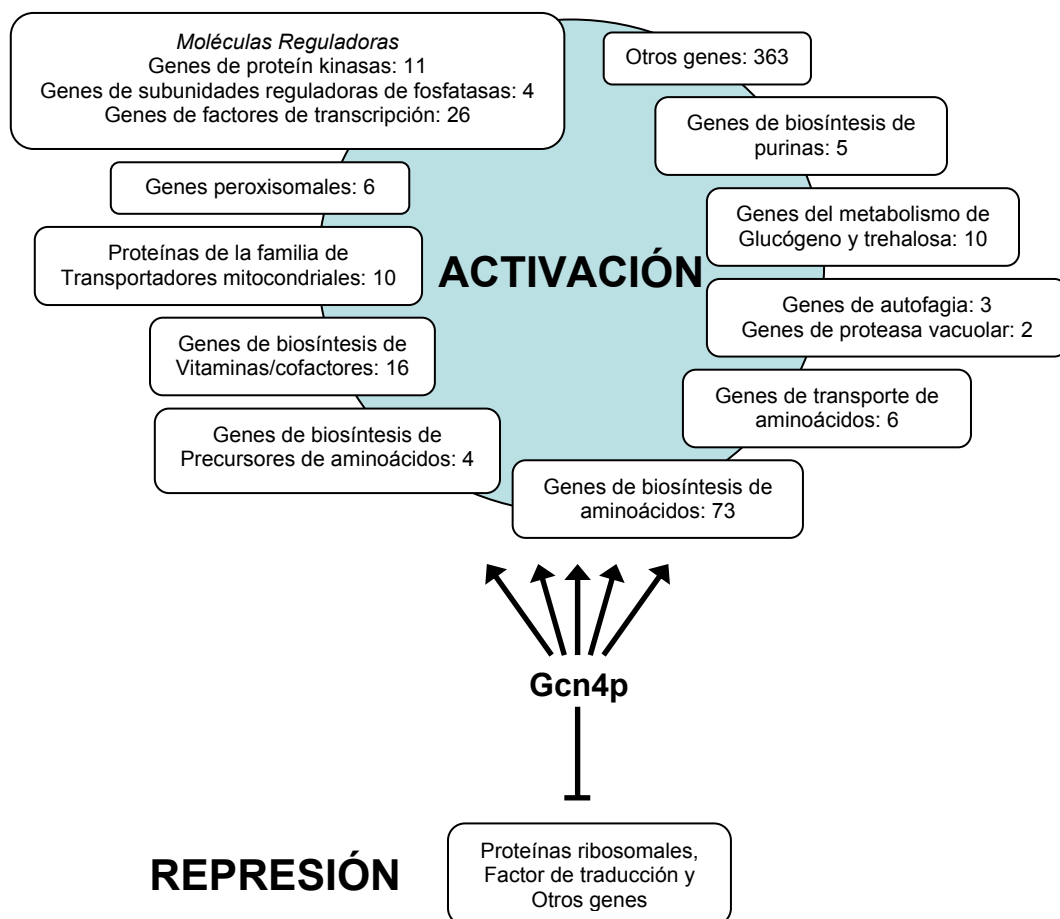 Moléculas Reguladoras
Genes de proteín kinasas: 11
Genes de subunidades reguladoras de fosfatasas: 4
Genes de factores de transcripción: 26
Otros genes: 363
Genes de biosíntesis de
purinas: 5
Genes peroxisomales: 6
Genes del metabolismo de
Glucógeno y trehalosa: 10
Proteínas de la familia de
Transportadores mitocondriales: 10
ACTIVACIÓN
Genes de autofagia: 3
Genes de proteasa vacuolar: 2
Genes de biosíntesis de
Vitaminas/cofactores: 16
Genes de transporte de
aminoácidos: 6
Genes de biosíntesis de
Precursores de aminoácidos: 4
Genes de biosíntesis de
aminoácidos: 73
Gcn4p
REPRESIÓN
Proteínas ribosomales,
Factor de traducción y
Otros genes